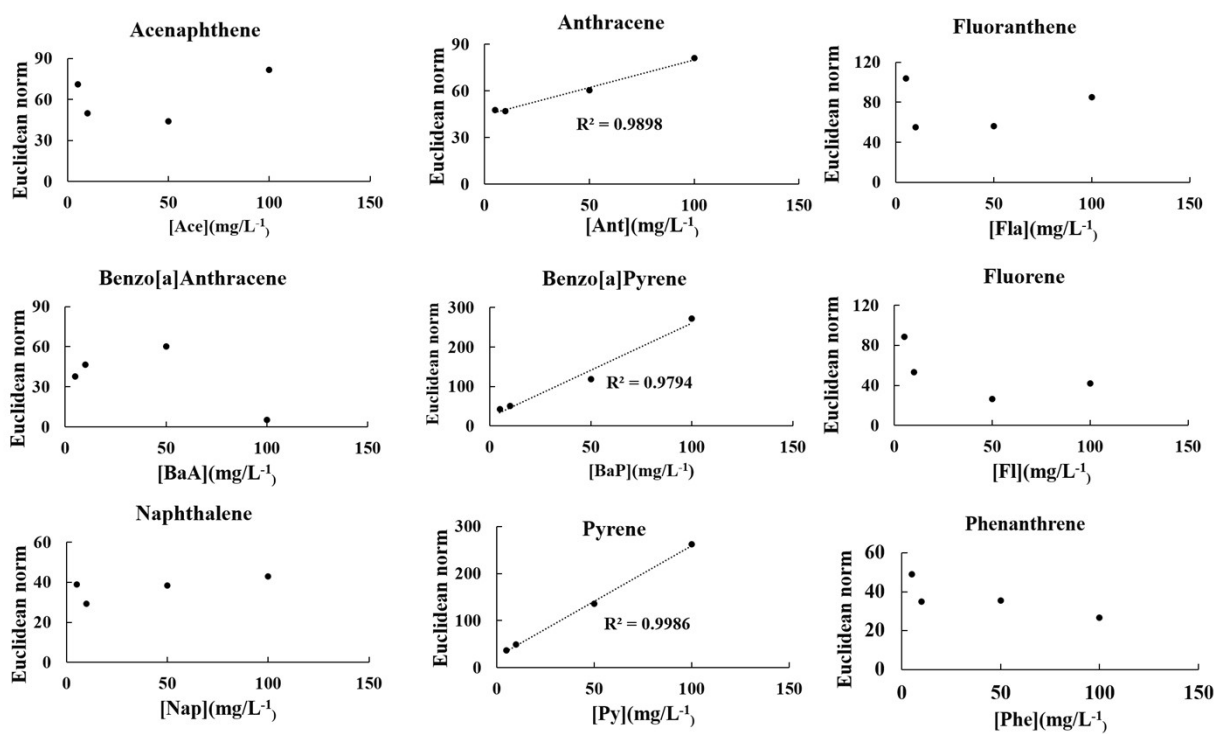 Acenaphthene
Euclidean norm
90
60
30
0
0 50 100 150
[Ace](mg/L⁻¹)
Anthracene
Euclidean norm
90
60
30
0
R² = 0.9898
0 50 100 150
[Ant](mg/L⁻¹)
Fluoranthene
Euclidean norm
120
80
40
0
0 50 100 150
[Fla](mg/L⁻¹)
Benzo[a]Anthracene
Euclidean norm
90
60
30
0
0 50 100 150
[BaA](mg/L⁻¹)
Benzo[a]Pyrene
Euclidean norm
300
200
100
0
R² = 0.9794
0 50 100 150
[BaP](mg/L⁻¹)
Fluorene
Euclidean norm
120
80
40
0
0 50 100 150
[Fl](mg/L⁻¹)
Naphthalene
Euclidean norm
60
40
20
0
0 50 100 150
[Nap](mg/L⁻¹)
Pyrene
Euclidean norm
300
200
100
0
R² = 0.9986
0 50 100 150
[Py](mg/L⁻¹)
Phenanthrene
Euclidean norm
60
40
20
0
0 50 100 150
[Phe](mg/L⁻¹)